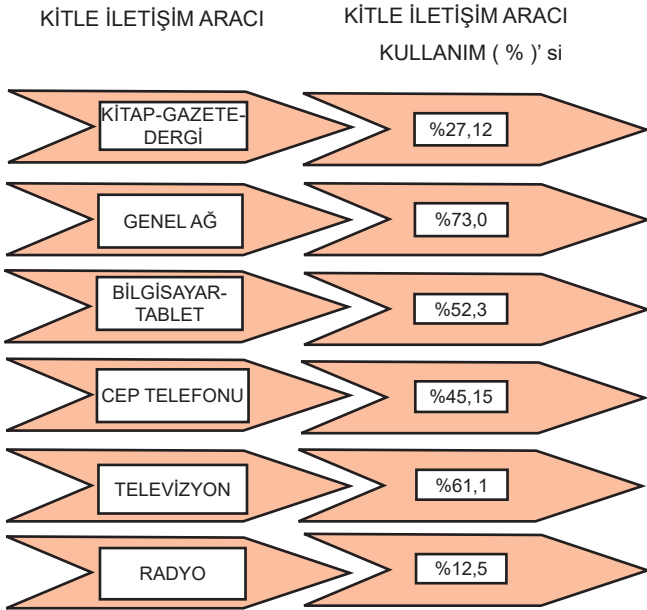 KİTLE İLETİŞİM ARACI
KİTLE İLETİŞİM ARACI
KULLANIM ( % )' si
KİTAP-GAZETE-
DERGİ
%27,12
GENEL AĞ
%73,0
BİLGİSAYAR-
TABLET
%52,3
CEP TELEFONU
%45,15
TELEVİZYON
%61,1
RADYO
%12,5